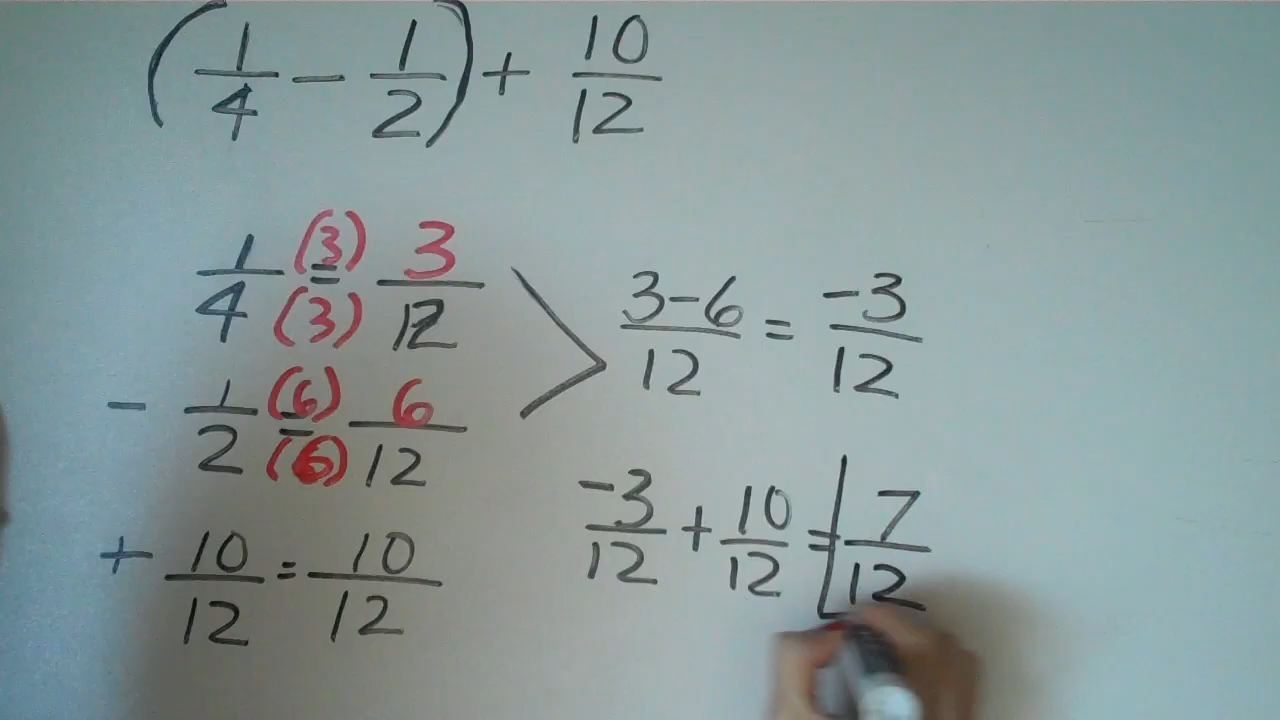 (1/4 - 1/2) + 10/12
1/4 (3)/(3) = 3/12
- 1/2 (6)/(6) = 6/12
+ 10/12 = 10/12
3-6/12 = -3/12
-3/12 + 10/12 = 7/12